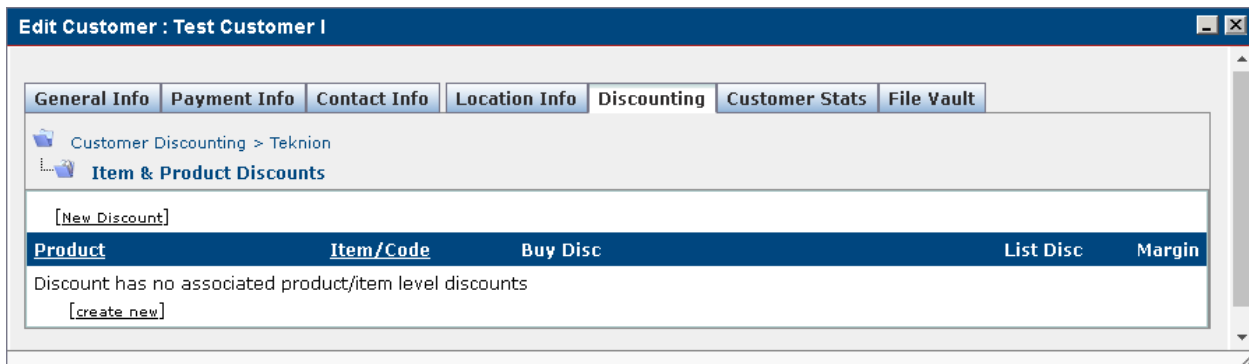 Edit Customer : Test Customer I
General Info Payment Info Contact Info Location Info Discounting Customer Stats File Vault
Customer Discounting > Teknion
Item & Product Discounts
[New Discount]
Product Item/Code Buy Disc List Disc Margin
Discount has no associated product/item level discounts
[create new]